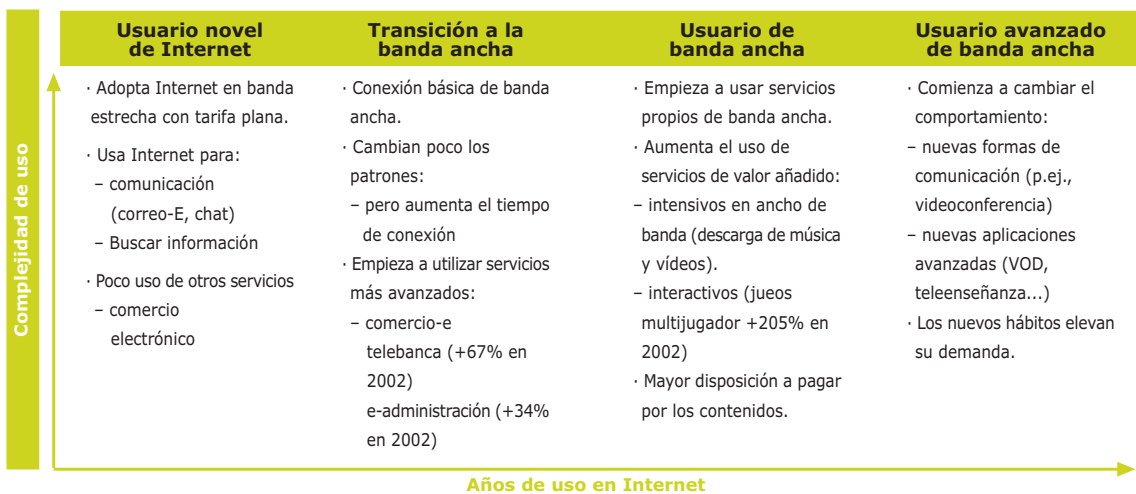 Usuario novel
de Internet
Transición a la
banda ancha
Usuario de
banda ancha
Usuario avanzado
de banda ancha
Complejidad de uso
· Adopta Internet en banda
estrecha con tarifa plana.
· Usa Internet para:
– comunicación
(correo-E, chat)
– Buscar información
· Poco uso de otros servicios
– comercio
electrónico
· Conexión básica de banda
ancha.
· Cambian poco los
patrones:
– pero aumenta el tiempo
de conexión
· Empieza a utilizar servicios
más avanzados:
– comercio-e
telebanca (+67% en
2002)
e-administración (+34%
en 2002)
· Empieza a usar servicios
propios de banda ancha.
· Aumenta el uso de
servicios de valor añadido:
– intensivos en ancho de
banda (descarga de música
y vídeos).
– interactivos (jueos
multijugador +205% en
2002)
· Mayor disposición a pagar
por los contenidos.
· Comienza a cambiar el
comportamiento:
– nuevas formas de
comunicación (p.ej.,
videoconferencia)
– nuevas aplicaciones
avanzadas (VOD,
teleenseñanza...)
· Los nuevos hábitos elevan
su demanda.
Años de uso en Internet